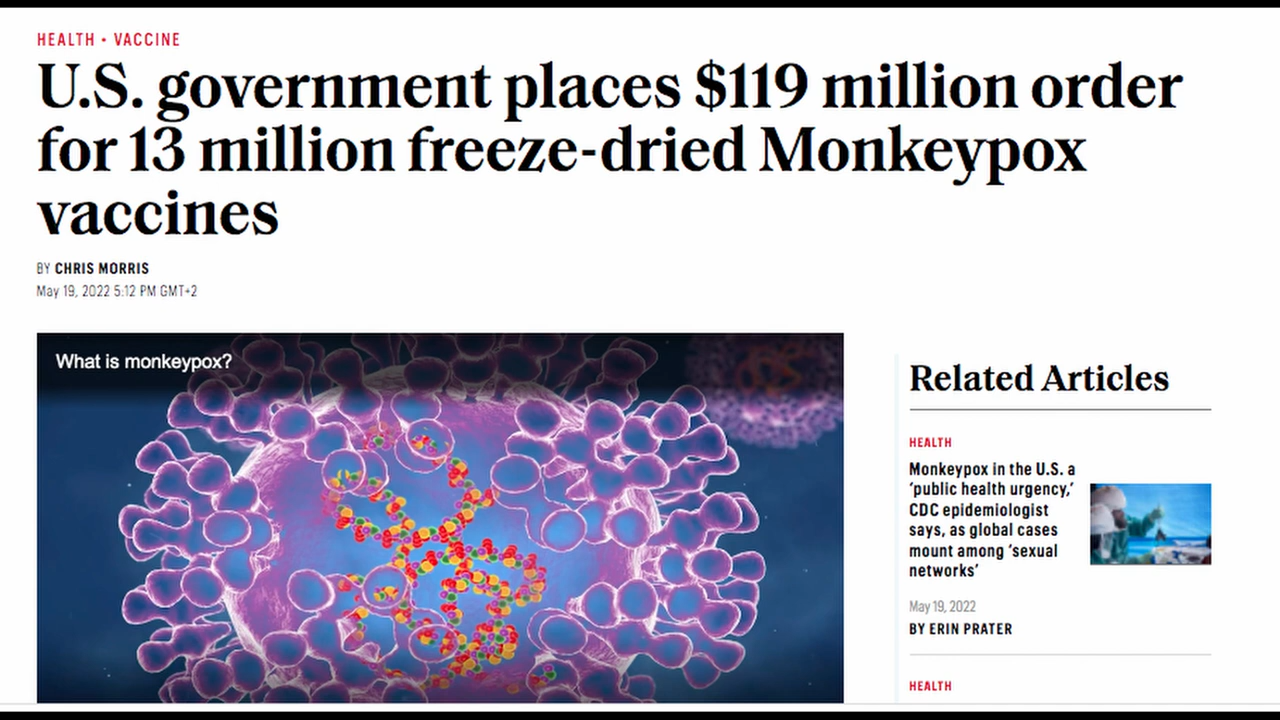 HEALTH • VACCINE
U.S. government places $119 million order
for 13 million freeze-dried Monkeypox
vaccines
BY CHRIS MORRIS
May 19, 2022 5:12 PM GMT+2
What is monkeypox?
Related Articles
HEALTH
Monkeypox in the U.S. a
‘public health urgency,’
CDC epidemiologist
says, as global cases
mount among ‘sexual
networks’
May 19, 2022
BY ERIN PRATER
HEALTH